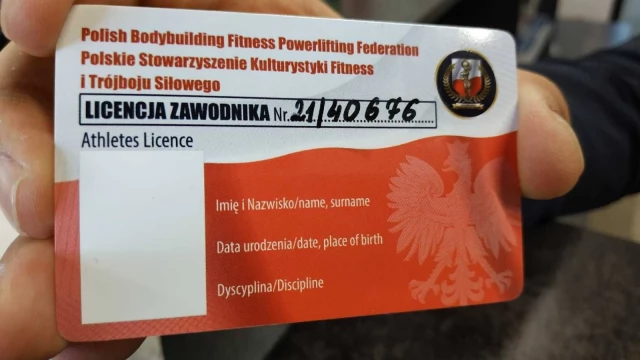 Polish Bodybuilding Fitness Powerlifting Federation
Polskie Stowarzyszenie Kulturystyki Fitness
i Trójboju Siłowego
LICENCJA ZAWODNIKA Nr. 21/40676
Athletes Licence
Imię i Nazwisko/name, surname
Data urodzenia/date, place of birth
Dyscyplina/Discipline